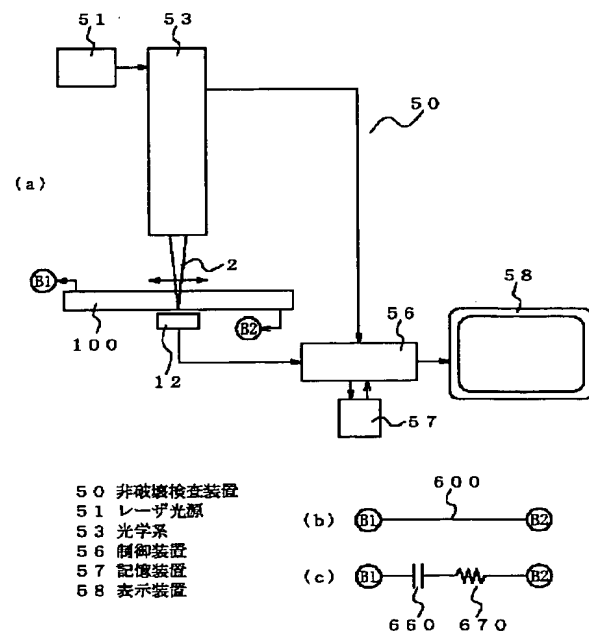 ５１
５３
５０
(a)
B1
2
５８
５６
１００
B2
１２
５７
５０ 非破壊検査装置
５１ レーザ光源
５３ 光学系
５６ 制御装置
５７ 記憶装置
５８ 表示装置
６００
(b) B1 B2
(c) B1 B2
６６０ ６７０